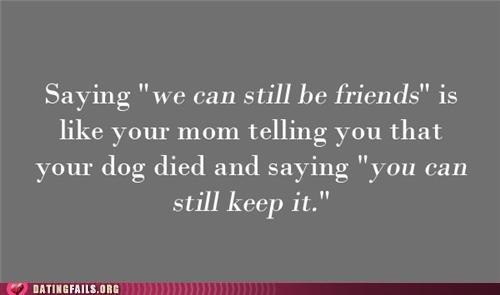 Saying "we can still be friends" is
like your mom telling you that
your dog died and saying "you can
still keep it."
DATINGFAILS.ORG